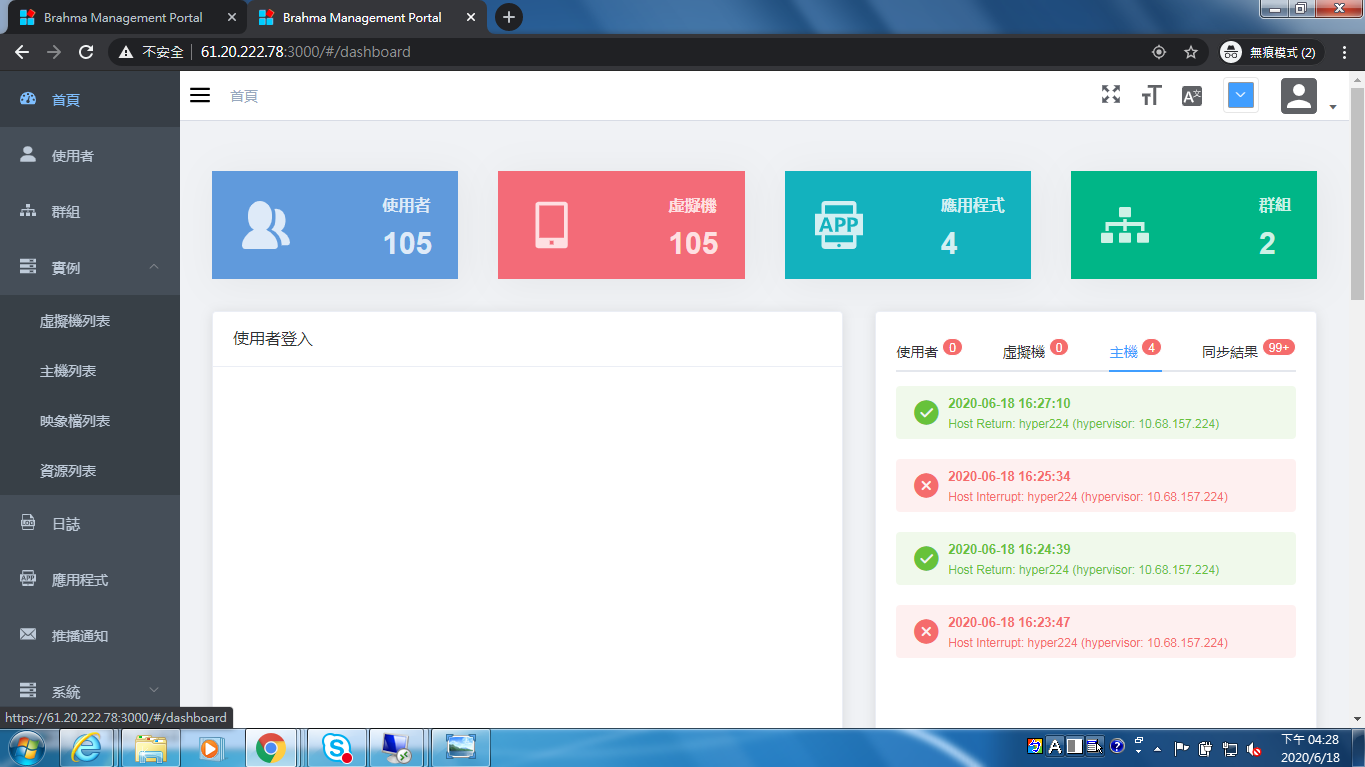 Brahma Management Portal
Brahma Management Portal
不安全
61.20.222.78:3000/#/dashboard
無痕模式 (2)
首頁
使用者
群組
實例
虛擬機列表
主機列表
映象檔列表
資源列表
日誌
應用程式
推播通知
系統
首頁
使用者
105
虛擬機
105
APP
應用程式
4
群組
2
使用者登入
使用者 0
虛擬機 0
主機 4
同步結果 99+
2020-06-18 16:27:10
Host Return: hyper224 (hypervisor: 10.68.157.224)
2020-06-18 16:25:34
Host Interrupt: hyper224 (hypervisor: 10.68.157.224)
2020-06-18 16:24:39
Host Return: hyper224 (hypervisor: 10.68.157.224)
2020-06-18 16:23:47
Host Interrupt: hyper224 (hypervisor: 10.68.157.224)
https://61.20.222.78:3000/#/dashboard
下午 04:28
2020/6/18